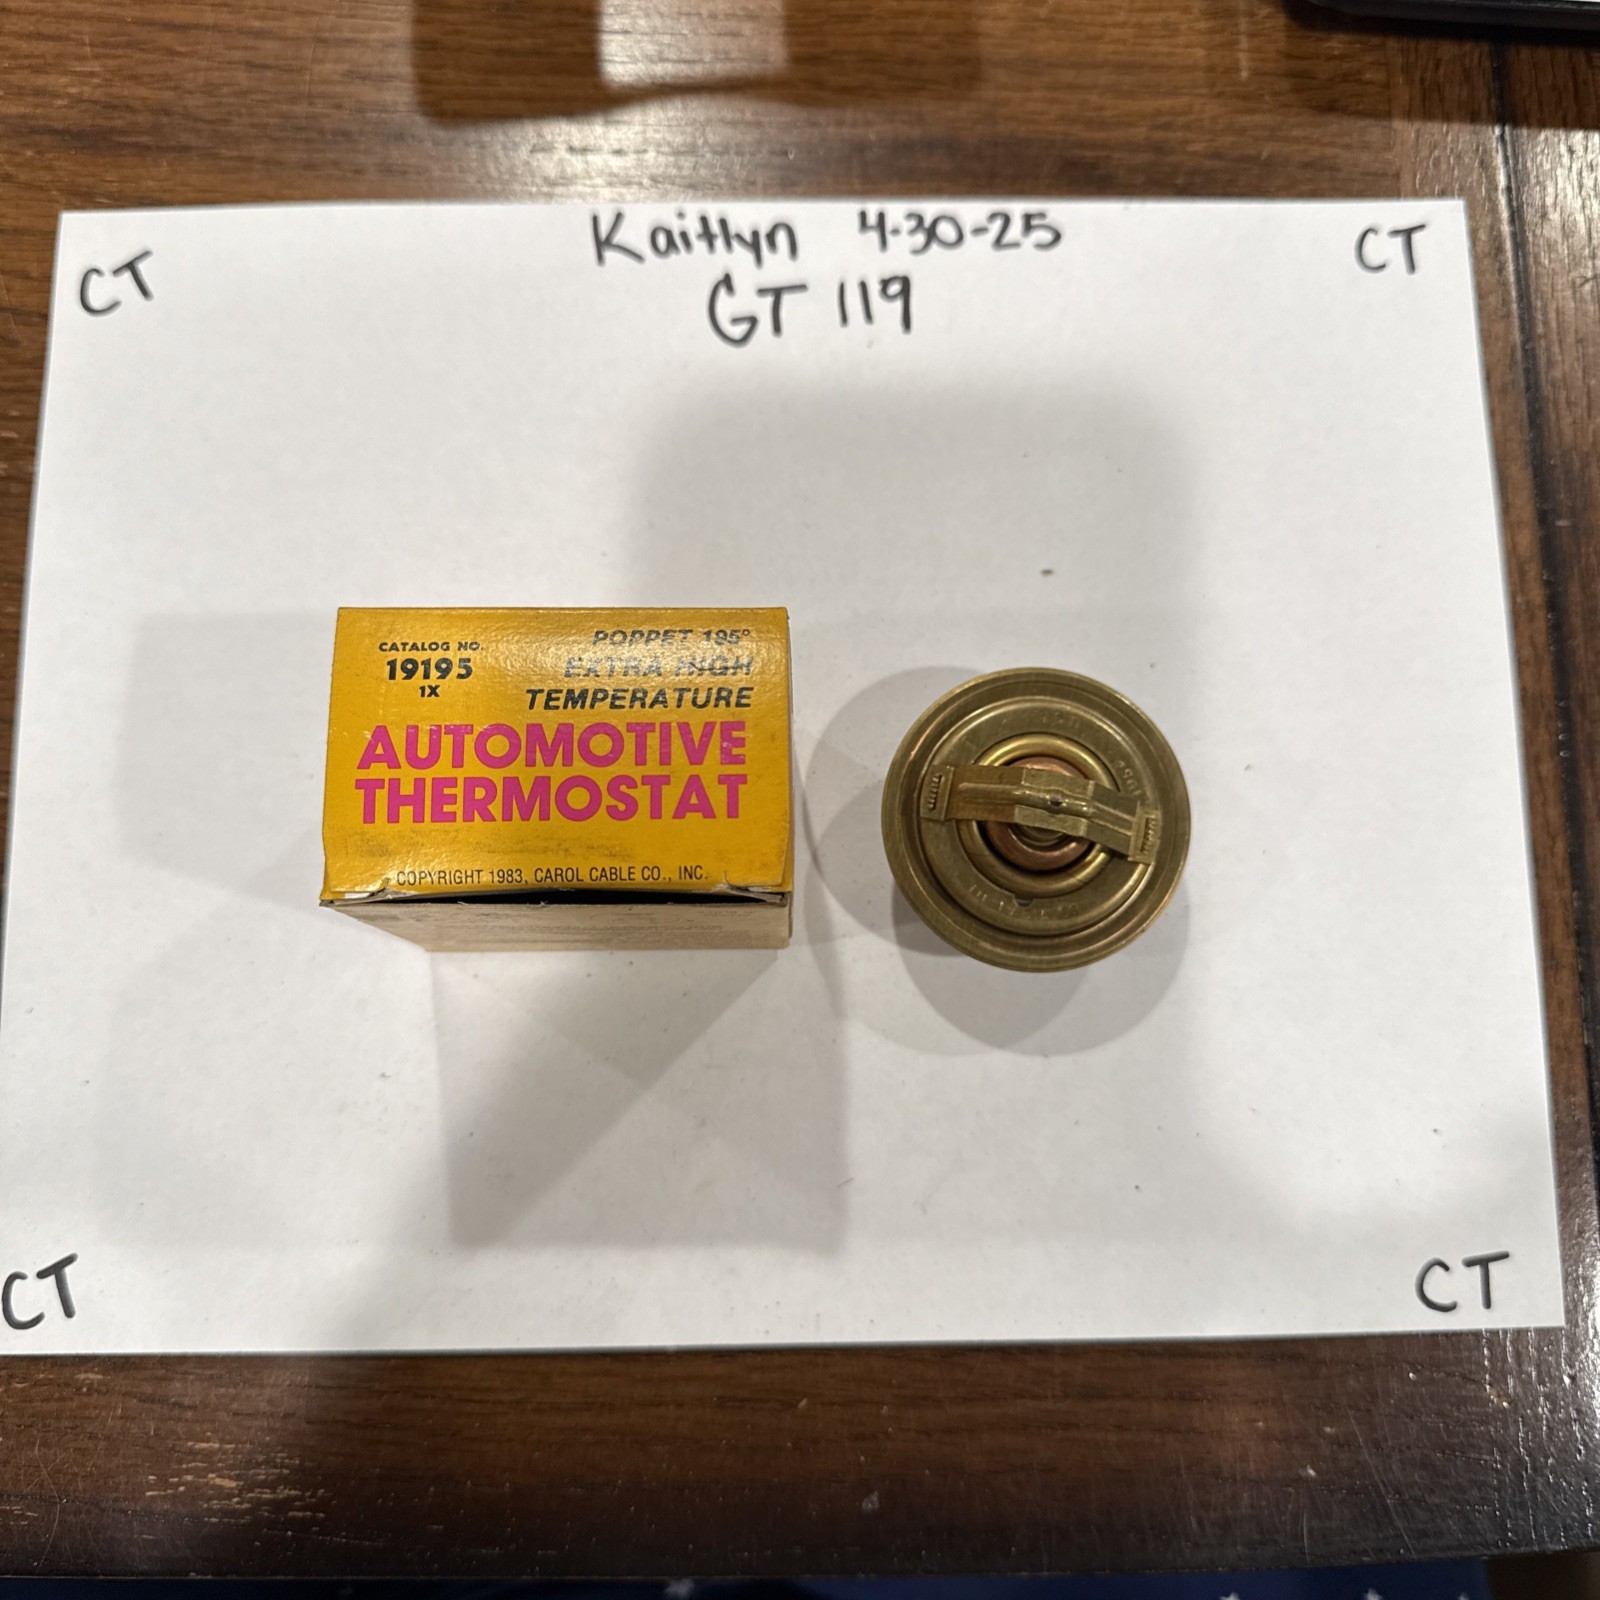 Kaitlyn 4-30-25
CT CT
GT 119
CATALOG NO.
19195
1X
POPPET 195°
EXTRA HIGH
TEMPERATURE
AUTOMOTIVE
THERMOSTAT
COPYRIGHT 1983, CAROL CABLE CO., INC.
CT CT